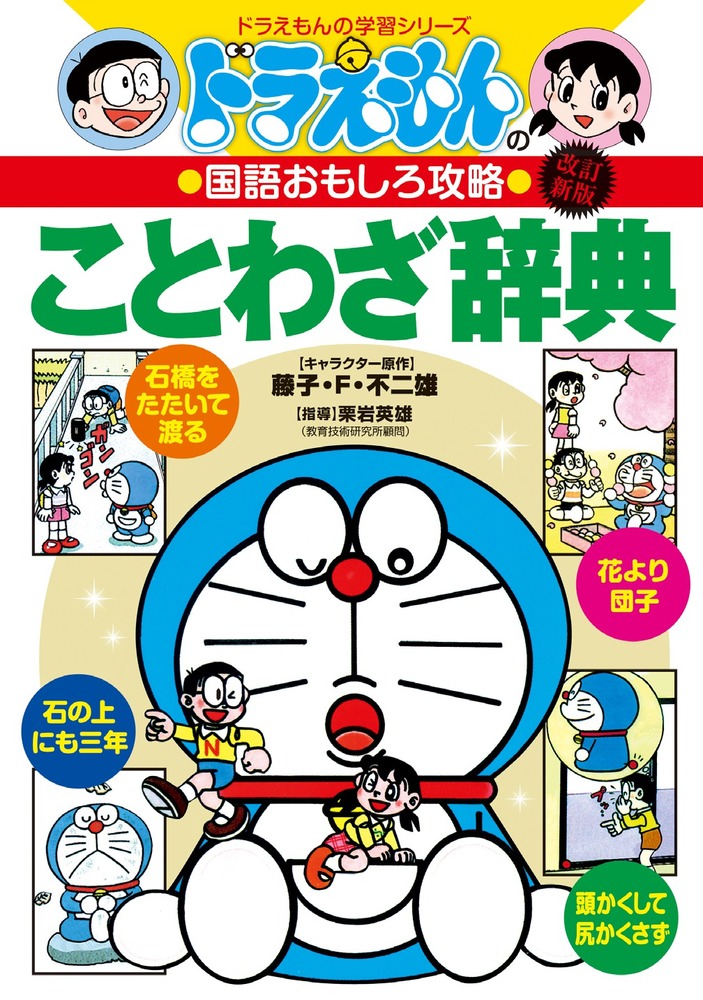 ドラえもんの学習シリーズ
ドラえもんの
国語おもしろ攻略
改訂
新版
ことわざ辞典
石橋を
たたいて
渡る
【キャラクター原作】
藤子・F・不二雄
【指導】栗岩英雄
（教育技術研究所顧問）
ガン
ゴン
花より
団子
石の上
にも三年
N
頭かくして
尻かくさず